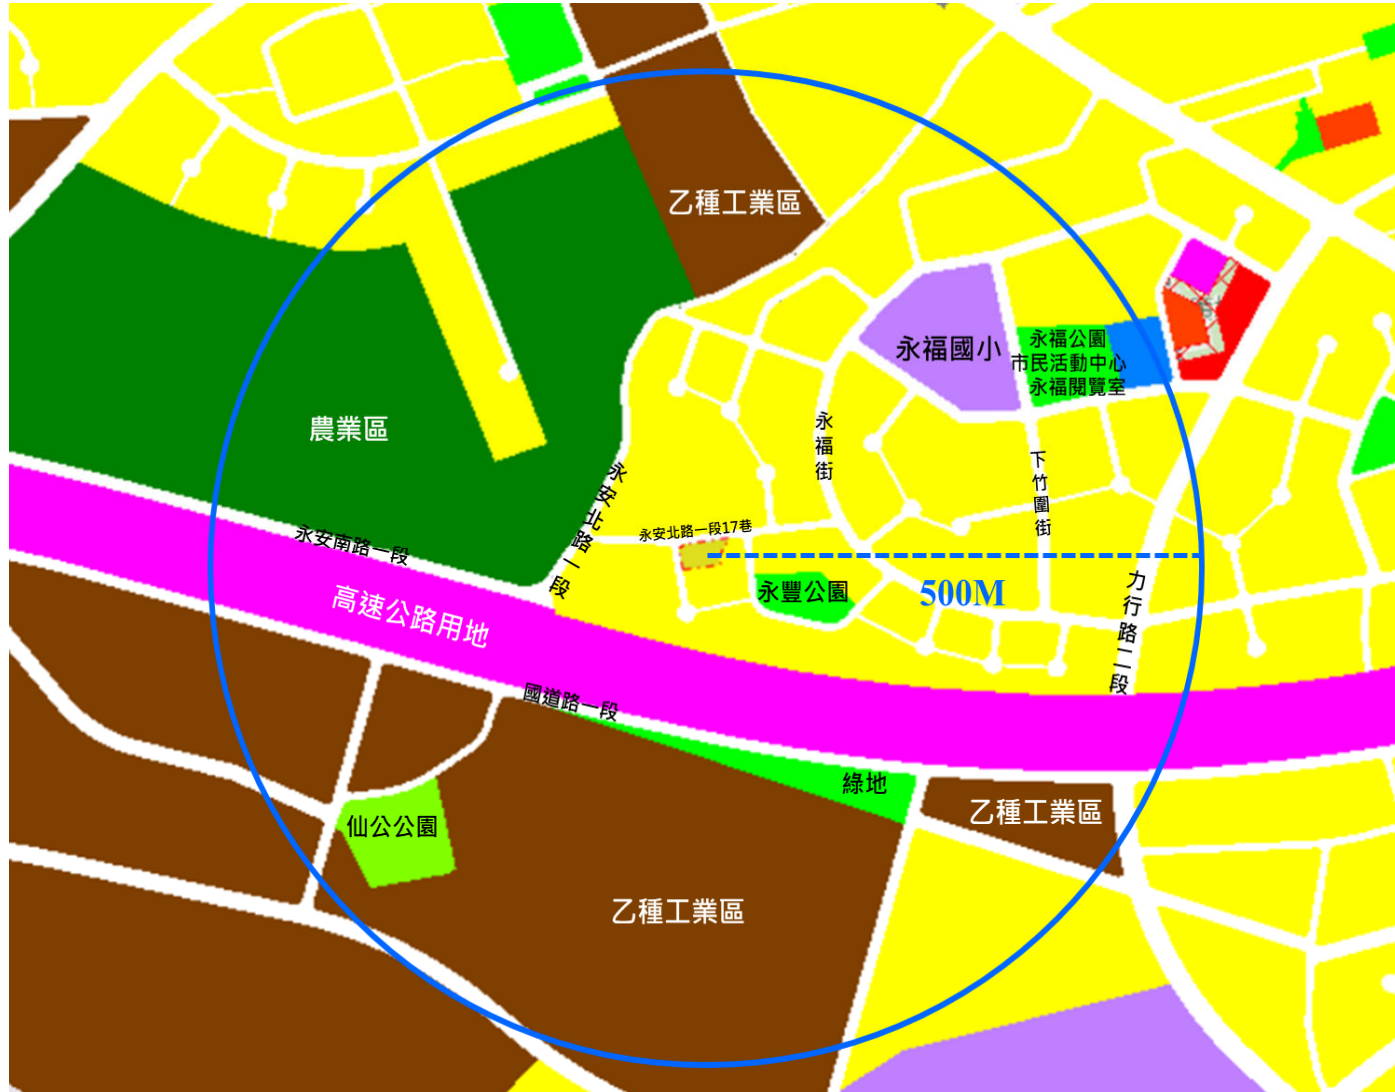 乙種工業區
永福國小
永福公園
市民活動中心
永福閱覽室
農業區
永福街
下竹圍街
永安北路一段
永安北路一段17巷
永安南路一段
500M
永豐公園
高速公路用地
力行路二段
國道路一段
綠地
乙種工業區
仙公公園
乙種工業區